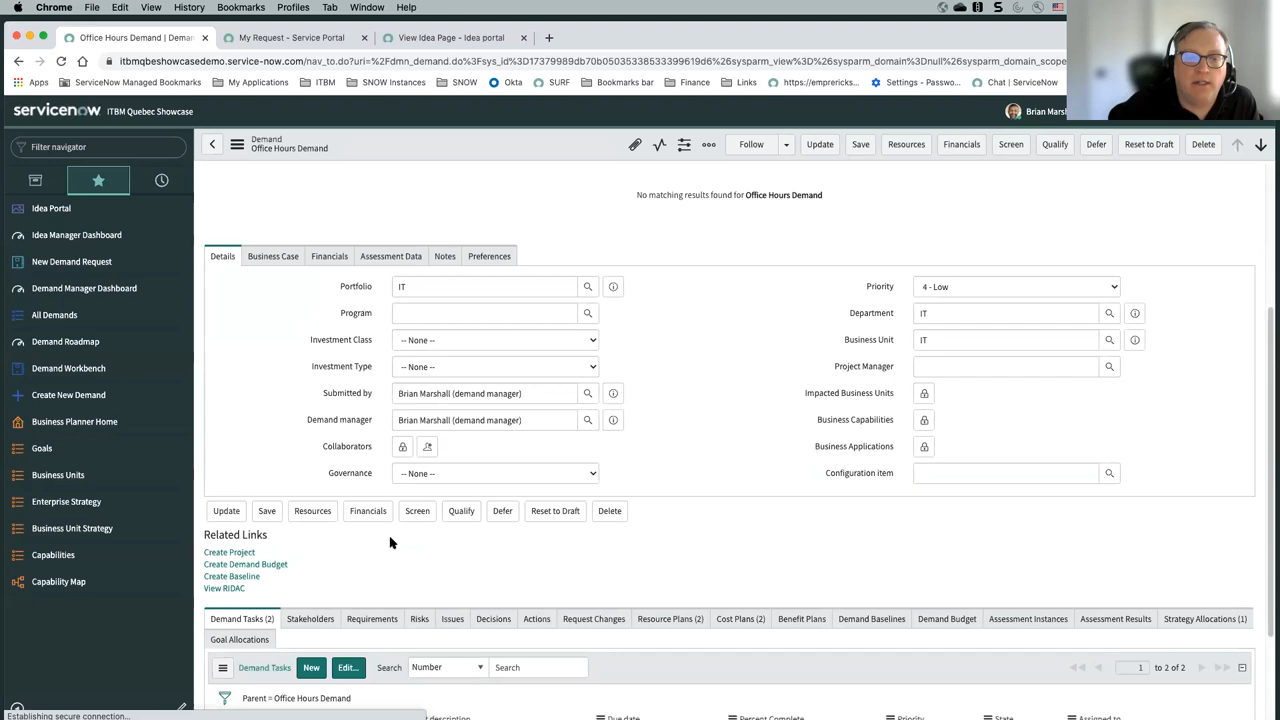 Chrome File Edit View History Bookmarks Profiles Tab Window Help
Office Hours Demand | Deman
My Request - Service Portal
View Idea Page - Idea portal
itbmqbeshowcasedemo.service-now.com/nav_to.do?uri=%2Fdmn_demand.do%3Fsys_id%3D17379989db70b05035338533399619d6%26sysparm_view%3D%26sysparm_domain%3Dnull%26sysparm_domain_scope
Apps ServiceNow Managed Bookmarks My Applications ITBM SNOW Instances SNOW Okta SURF Bookmarks bar Finance Links https://emprericks... Settings - Passwo... Chat | ServiceNow
servicenow ITBM Quebec Showcase
Brian Marsh
Filter navigator
Demand
Office Hours Demand
Follow Update Save Resources Financials Screen Qualify Defer Reset to Draft Delete
Idea Portal
Idea Manager Dashboard
New Demand Request
Demand Manager Dashboard
All Demands
Demand Roadmap
Demand Workbench
Create New Demand
Business Planner Home
Goals
Business Units
Enterprise Strategy
Business Unit Strategy
Capabilities
Capability Map
No matching results found for Office Hours Demand
Details Business Case Financials Assessment Data Notes Preferences
Portfolio IT
Priority 4 - Low
Program
Department IT
Investment Class -- None --
Business Unit IT
Investment Type -- None --
Project Manager
Submitted by Brian Marshall (demand manager)
Impacted Business Units
Demand manager Brian Marshall (demand manager)
Business Capabilities
Collaborators
Business Applications
Governance -- None --
Configuration item
Update Save Resources Financials Screen Qualify Defer Reset to Draft Delete
Related Links
Create Project
Create Demand Budget
Create Baseline
View RIDAC
Demand Tasks (2) Stakeholders Requirements Risks Issues Decisions Actions Request Changes Resource Plans (2) Cost Plans (2) Benefit Plans Demand Baselines Demand Budget Assessment Instances Assessment Results Strategy Allocations (1)
Goal Allocations
Demand Tasks New Edit... Search Number Search 1 to 2 of 2
Parent = Office Hours Demand
t description Due date Percent Complete Priority State Assigned to
Establishing secure connection...